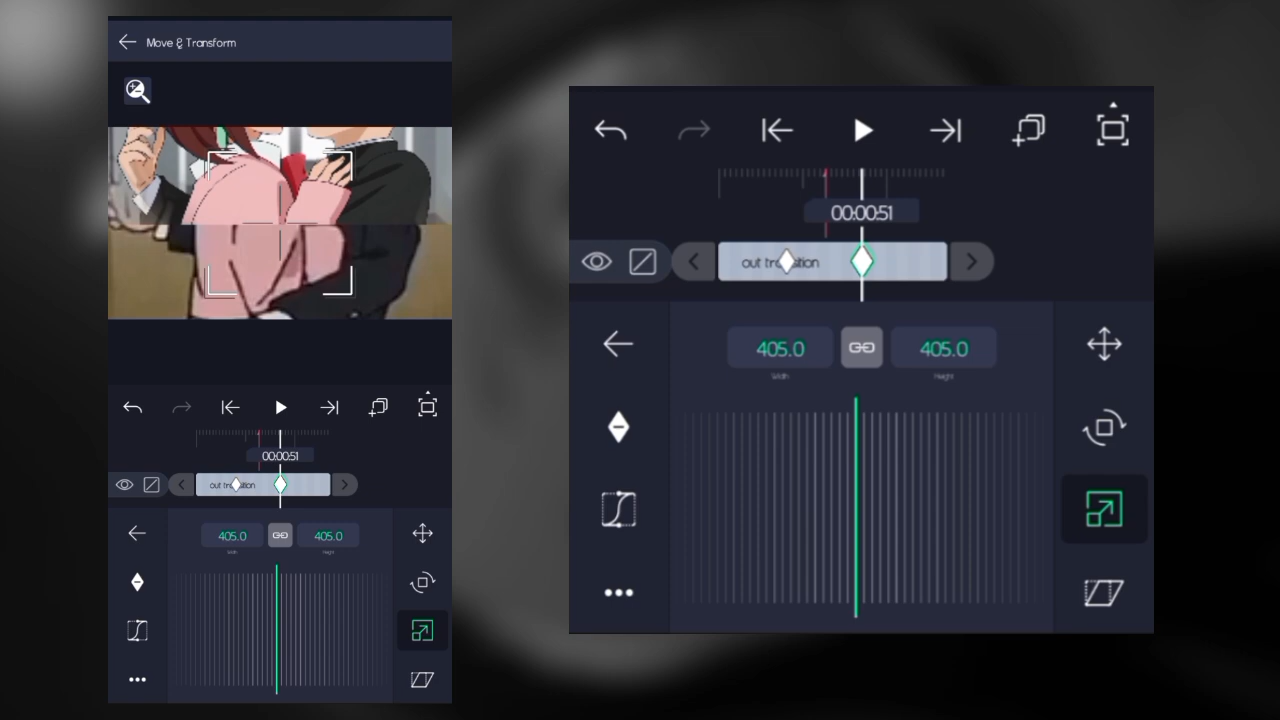 Move & Transform
00:00:51
out transition
405.0
405.0
Width
Height
00:00:51
out transition
405.0
405.0
Width
Height